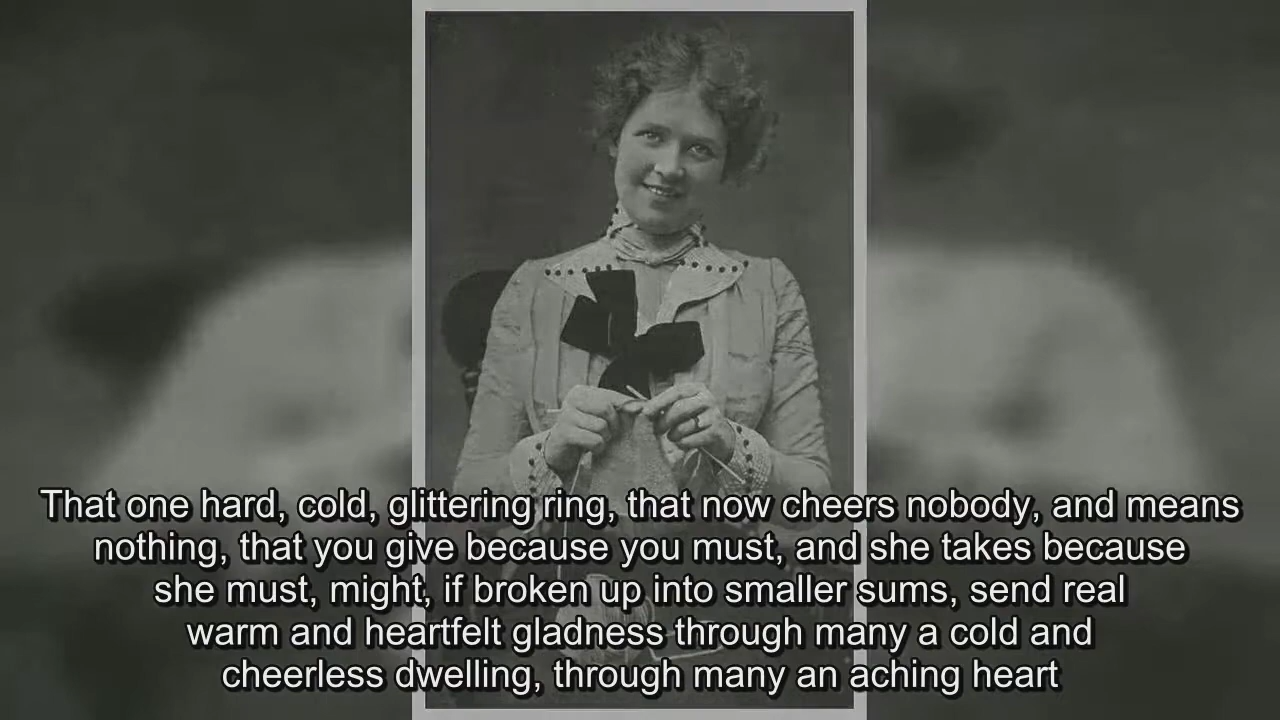 That one hard, cold, glittering ring, that now cheers nobody, and means
nothing, that you give because you must, and she takes because
she must, might, if broken up into smaller sums, send real
warm and heartfelt gladness through many a cold and
cheerless dwelling, through many an aching heart